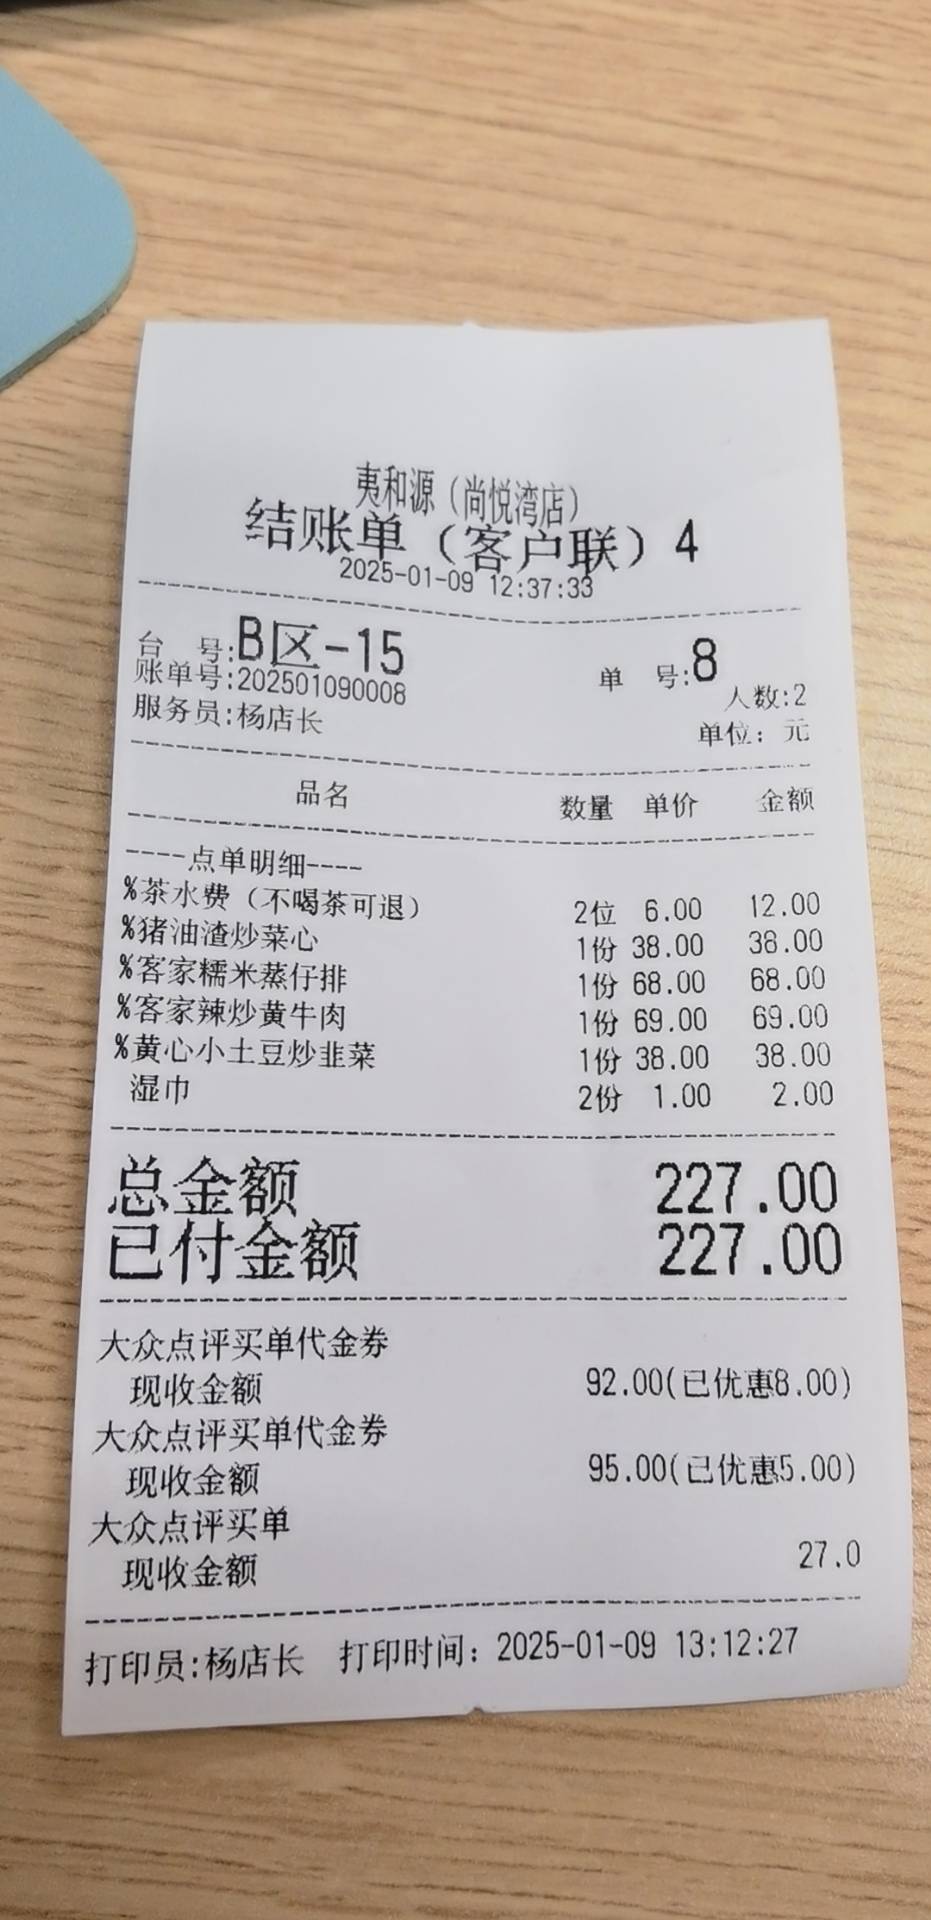 夷和源（尚悦湾店）
结账单（客户联）4
2025-01-09 12:37:33
台 号:B区-15 单 号:8
账单号:202501090008 人数:2
服务员:杨店长 单位：元
品名 数量 单价 金额
----点单明细----
%茶水费（不喝茶可退） 2位 6.00 12.00
%猪油渣炒菜心 1份 38.00 38.00
%客家糯米蒸仔排 1份 68.00 68.00
%客家辣炒黄牛肉 1份 69.00 69.00
%黄心小土豆炒韭菜 1份 38.00 38.00
湿巾 2份 1.00 2.00
总金额 227.00
已付金额 227.00
大众点评买单代金券
现收金额 92.00(已优惠8.00)
大众点评买单代金券
现收金额 95.00(已优惠5.00)
大众点评买单
现收金额 27.0
打印员:杨店长 打印时间：2025-01-09 13:12:27